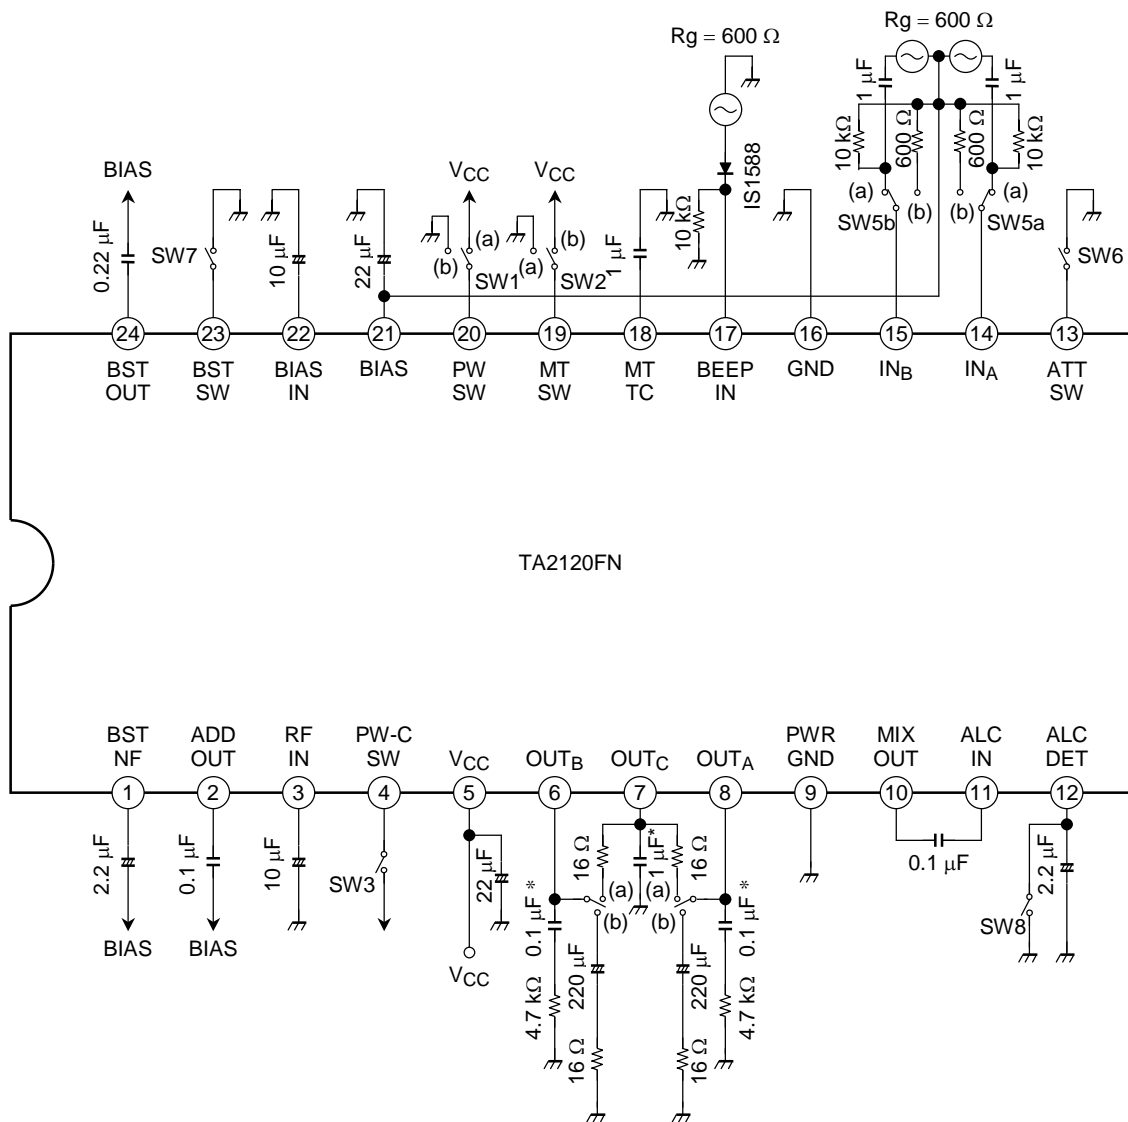 Rg = 600 Ω
Rg = 600 Ω
1 μF
1 μF
10 kΩ
600 Ω
600 Ω
10 kΩ
IS1588
BIAS
VCC
VCC
(a)
(b)
(b)
(a)
SW5b
SW5a
0.22 μF
SW7
10 μF
22 μF
(b)
(a)
SW1
(a)
(b)
SW2
1 μF
10 kΩ
SW6
24
23
22
21
20
19
18
17
16
15
14
13
BST
OUT
BST
SW
BIAS
IN
BIAS
PW
SW
MT
SW
MT
TC
BEEP
IN
GND
INB
INA
ATT
SW
TA2120FN
BST
NF
ADD
OUT
RF
IN
PW-C
SW
VCC
OUTB
OUTC
OUTA
PWR
GND
MIX
OUT
ALC
IN
ALC
DET
1
2
3
4
5
6
7
8
9
10
11
12
2.2 μF
0.1 μF
10 μF
SW3
22 μF
16 Ω
1 μF*
16 Ω
0.1 μF
2.2 μF
(a)
(a)
(b)
(b)
0.1 μF*
220 μF
220 μF
0.1 μF*
SW8
BIAS
BIAS
VCC
4.7 kΩ
16 Ω
16 Ω
4.7 kΩ